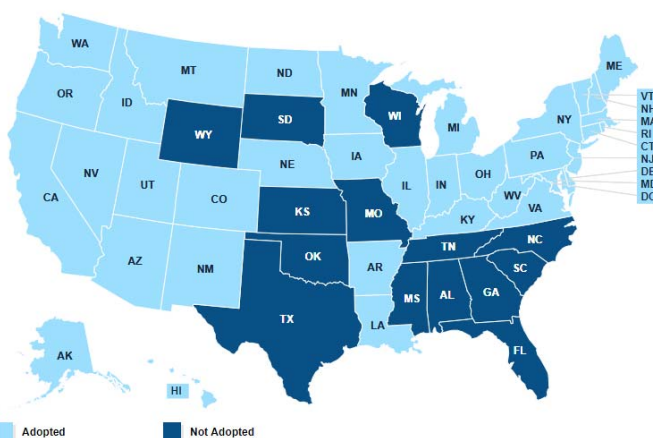 WA
ME
MT
ND
VT
OR
MN
NH
ID
SD
WI
NY
MA
WY
MI
RI
CT
IA
PA
NJ
NE
NV
OH
DE
IL
IN
UT
MD
CA
CO
WV
VA
DC
KS
MO
KY
NC
TN
OK
AZ
NM
AR
SC
MS
AL
GA
TX
LA
FL
AK
HI
Adopted
Not Adopted